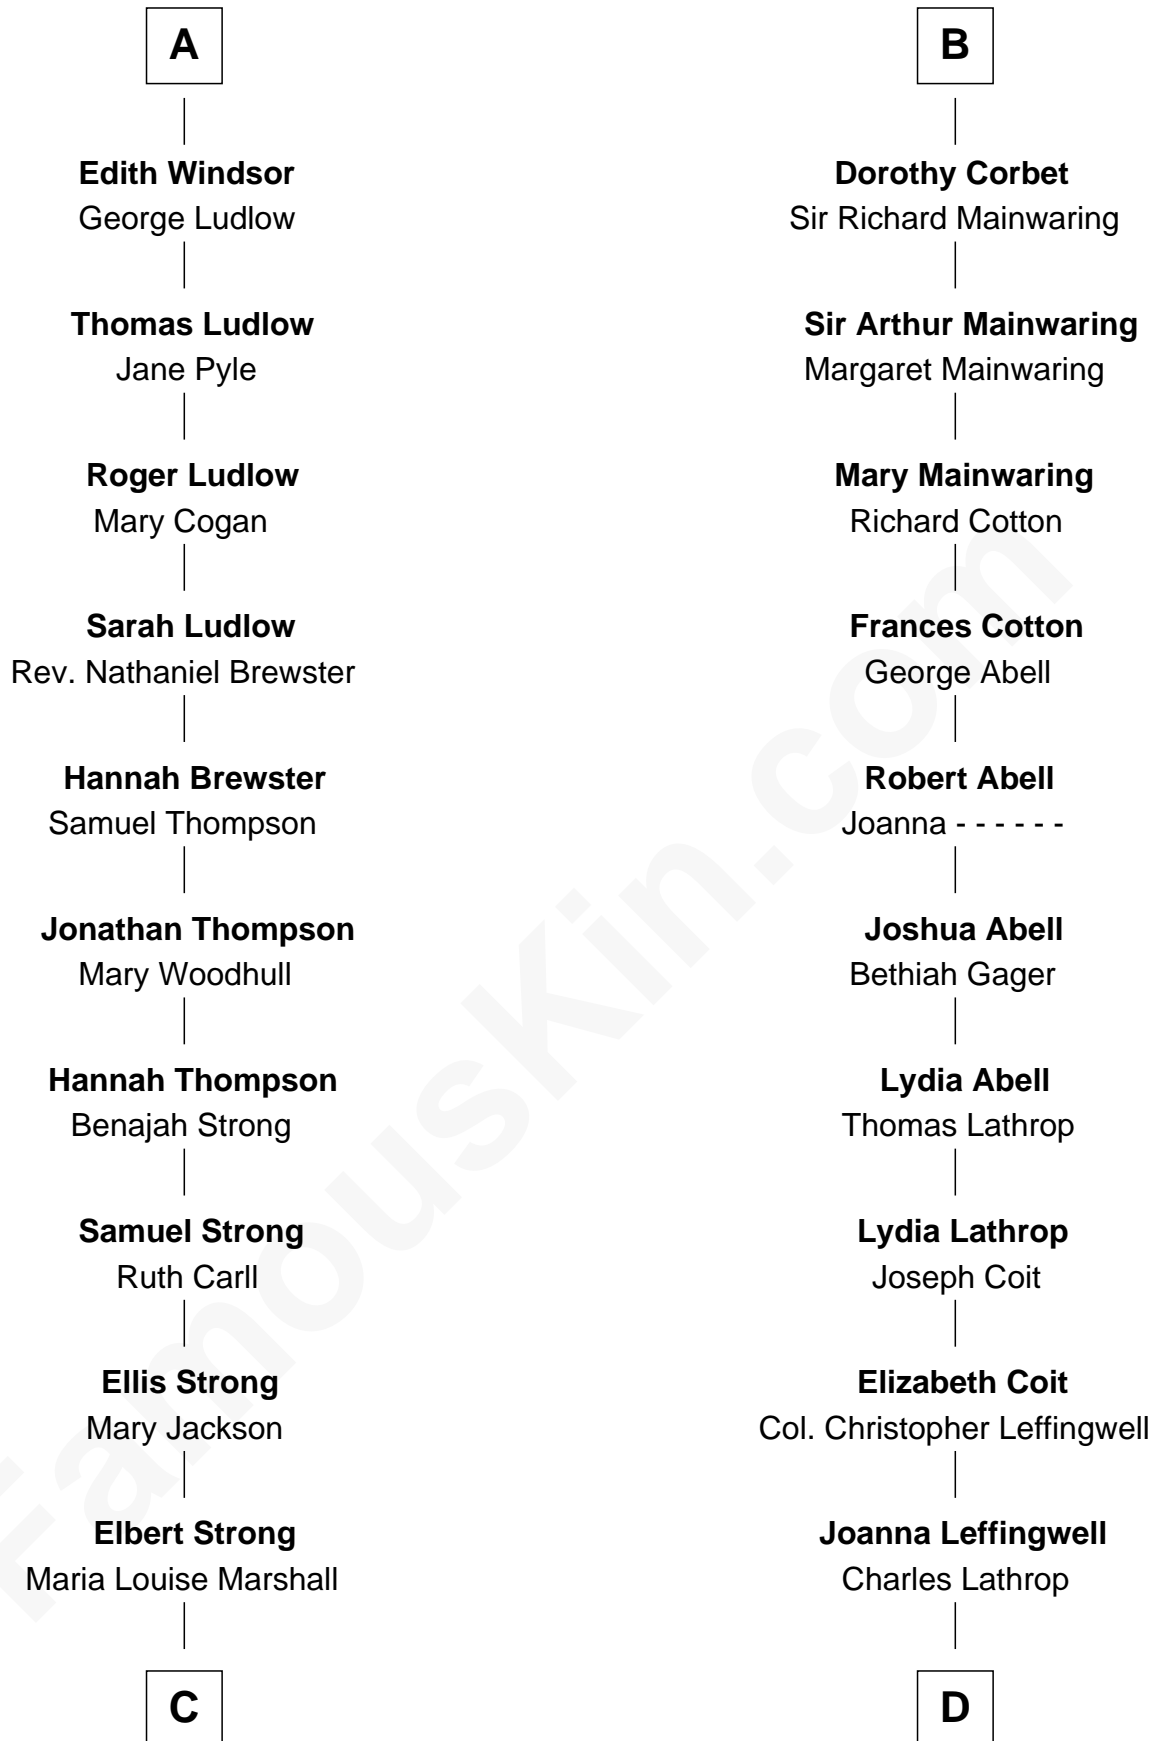 A
Edith Windsor
George Ludlow
Thomas Ludlow
Jane Pyle
Roger Ludlow
Mary Cogan
Sarah Ludlow
Rev. Nathaniel Brewster
Hannah Brewster
Samuel Thompson
Jonathan Thompson
Mary Woodhull
Hannah Thompson
Benajah Strong
Samuel Strong
Ruth Carll
Ellis Strong
Mary Jackson
Elbert Strong
Maria Louise Marshall
C
B
Dorothy Corbet
Sir Richard Mainwaring
Sir Arthur Mainwaring
Margaret Mainwaring
Mary Mainwaring
Richard Cotton
Frances Cotton
George Abell
Robert Abell
Joanna - - - - - -
Joshua Abell
Bethiah Gager
Lydia Abell
Thomas Lathrop
Lydia Lathrop
Joseph Coit
Elizabeth Coit
Col. Christopher Leffingwell
Joanna Leffingwell
Charles Lathrop
D
FamousKin.com